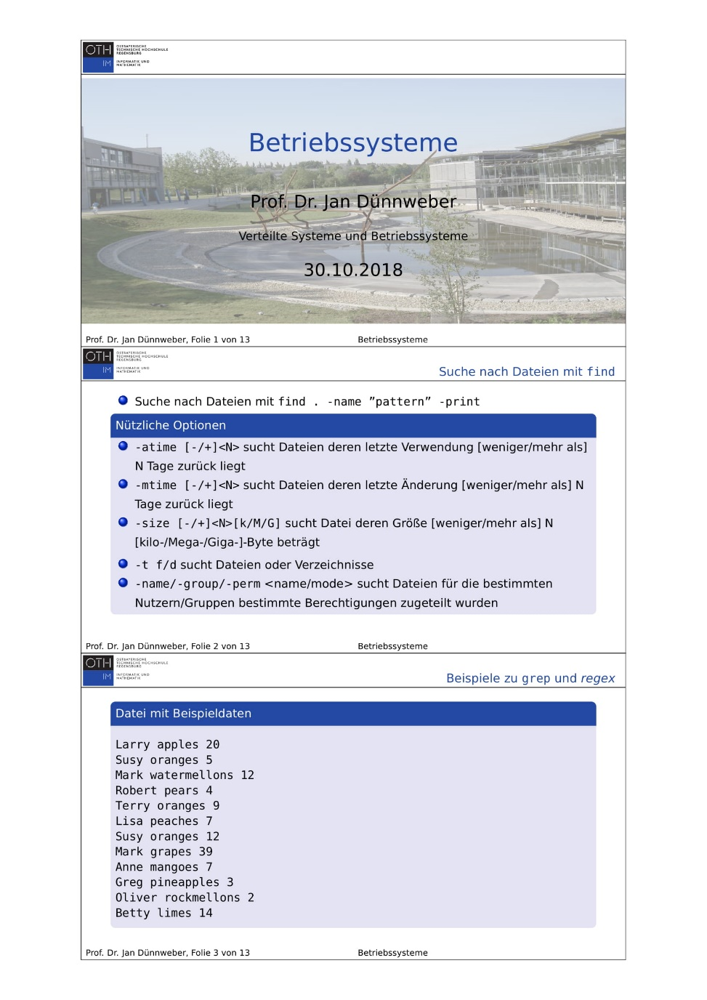 OTH
OSTBAYERISCHE
TECHNISCHE HOCHSCHULE
REGENSBURG
IM
INFORMATIK UND
MATHEMATIK
Betriebssysteme
Prof. Dr. Jan Dünnweber
Verteilte Systeme und Betriebssysteme
30.10.2018
Prof. Dr. Jan Dünnweber, Folie 1 von 13 Betriebssysteme
OTH
OSTBAYERISCHE
TECHNISCHE HOCHSCHULE
REGENSBURG
IM
INFORMATIK UND
MATHEMATIK
Suche nach Dateien mit find
Suche nach Dateien mit find . -name ”pattern” -print
Nützliche Optionen
-atime [-/+]<N> sucht Dateien deren letzte Verwendung [weniger/mehr als]
N Tage zurück liegt
-mtime [-/+]<N> sucht Dateien deren letzte Änderung [weniger/mehr als] N
Tage zurück liegt
-size [-/+]<N>[k/M/G] sucht Datei deren Größe [weniger/mehr als] N
[kilo-/Mega-/Giga-]-Byte beträgt
-t f/d sucht Dateien oder Verzeichnisse
-name/-group/-perm <name/mode> sucht Dateien für die bestimmten
Nutzern/Gruppen bestimmte Berechtigungen zugeteilt wurden
Prof. Dr. Jan Dünnweber, Folie 2 von 13 Betriebssysteme
OTH
OSTBAYERISCHE
TECHNISCHE HOCHSCHULE
REGENSBURG
IM
INFORMATIK UND
MATHEMATIK
Beispiele zu grep und regex
Datei mit Beispieldaten
Larry apples 20
Susy oranges 5
Mark watermellons 12
Robert pears 4
Terry oranges 9
Lisa peaches 7
Susy oranges 12
Mark grapes 39
Anne mangoes 7
Greg pineapples 3
Oliver rockmellons 2
Betty limes 14
Prof. Dr. Jan Dünnweber, Folie 3 von 13 Betriebssysteme